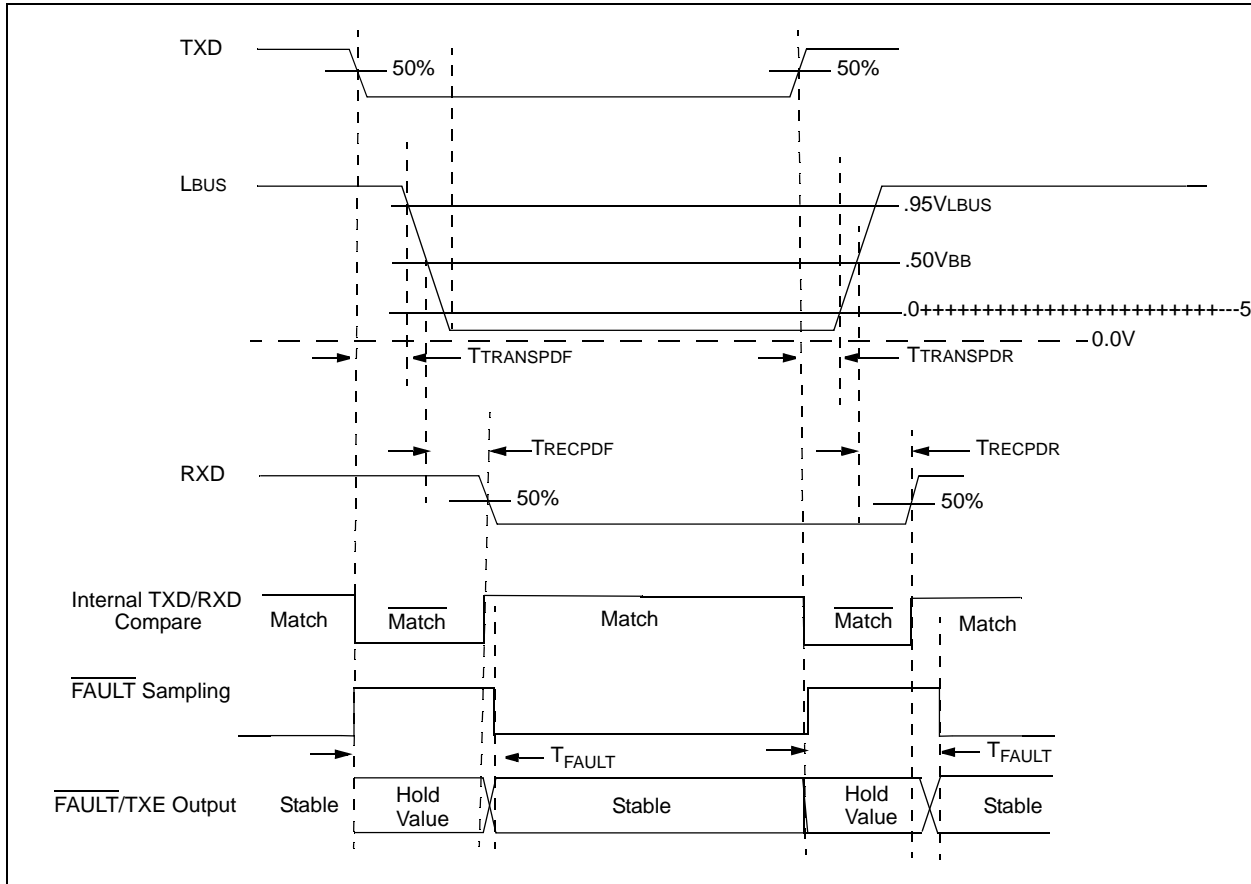 TXD
50%
50%
LBUS
.95VLBUS
.50VBB
.0++++++++++++++++++++++++---5
0.0V
TTRANSPDF
TTRANSPDR
TRECPDF
TRECPDR
RXD
50%
50%
Internal TXD/RXD
Compare
Match
Match
Match
Match
Match
FAULT Sampling
TFAULT
TFAULT
FAULT/TXE Output
Stable
Hold
Value
Stable
Hold
Value
Stable